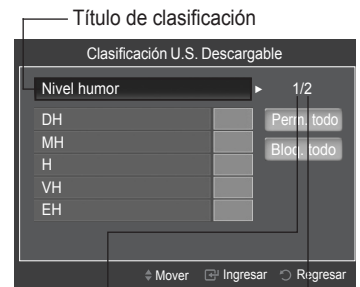 Título de clasificación
Clasificación U.S. Descargable
Nivel humor ► 1/2
DH Perm. todo
MH Bloq. todo
H
VH
EH
Mover Ingresar Regresar